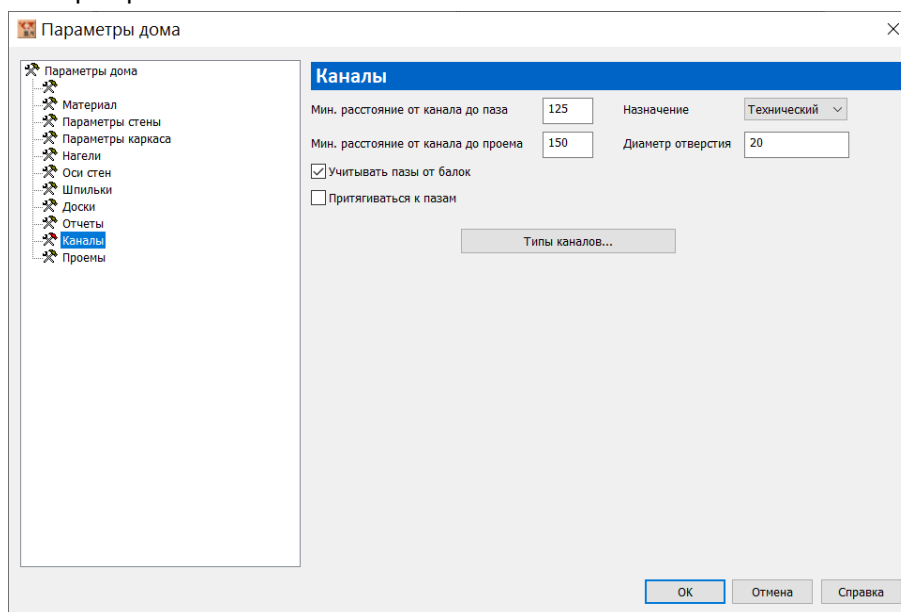 Параметры дома
Параметры дома
Материал
Параметры стены
Параметры каркаса
Нагели
Оси стен
Шпильки
Доски
Отчеты
Каналы
Проемы
Каналы
Мин. расстояние от канала до паза 125 Назначение Технический
Мин. расстояние от канала до проема 150 Диаметр отверстия 20
Учитывать пазы от балок
Притягиваться к пазам
Типы каналов...
ОК Отмена Справка